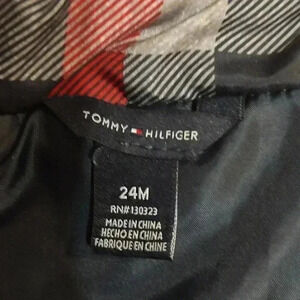 TOMMY HILFIGER
24M
RN# 130323
MADE IN CHINA
HECHO EN CHINA
FABRIQUE EN CHINE